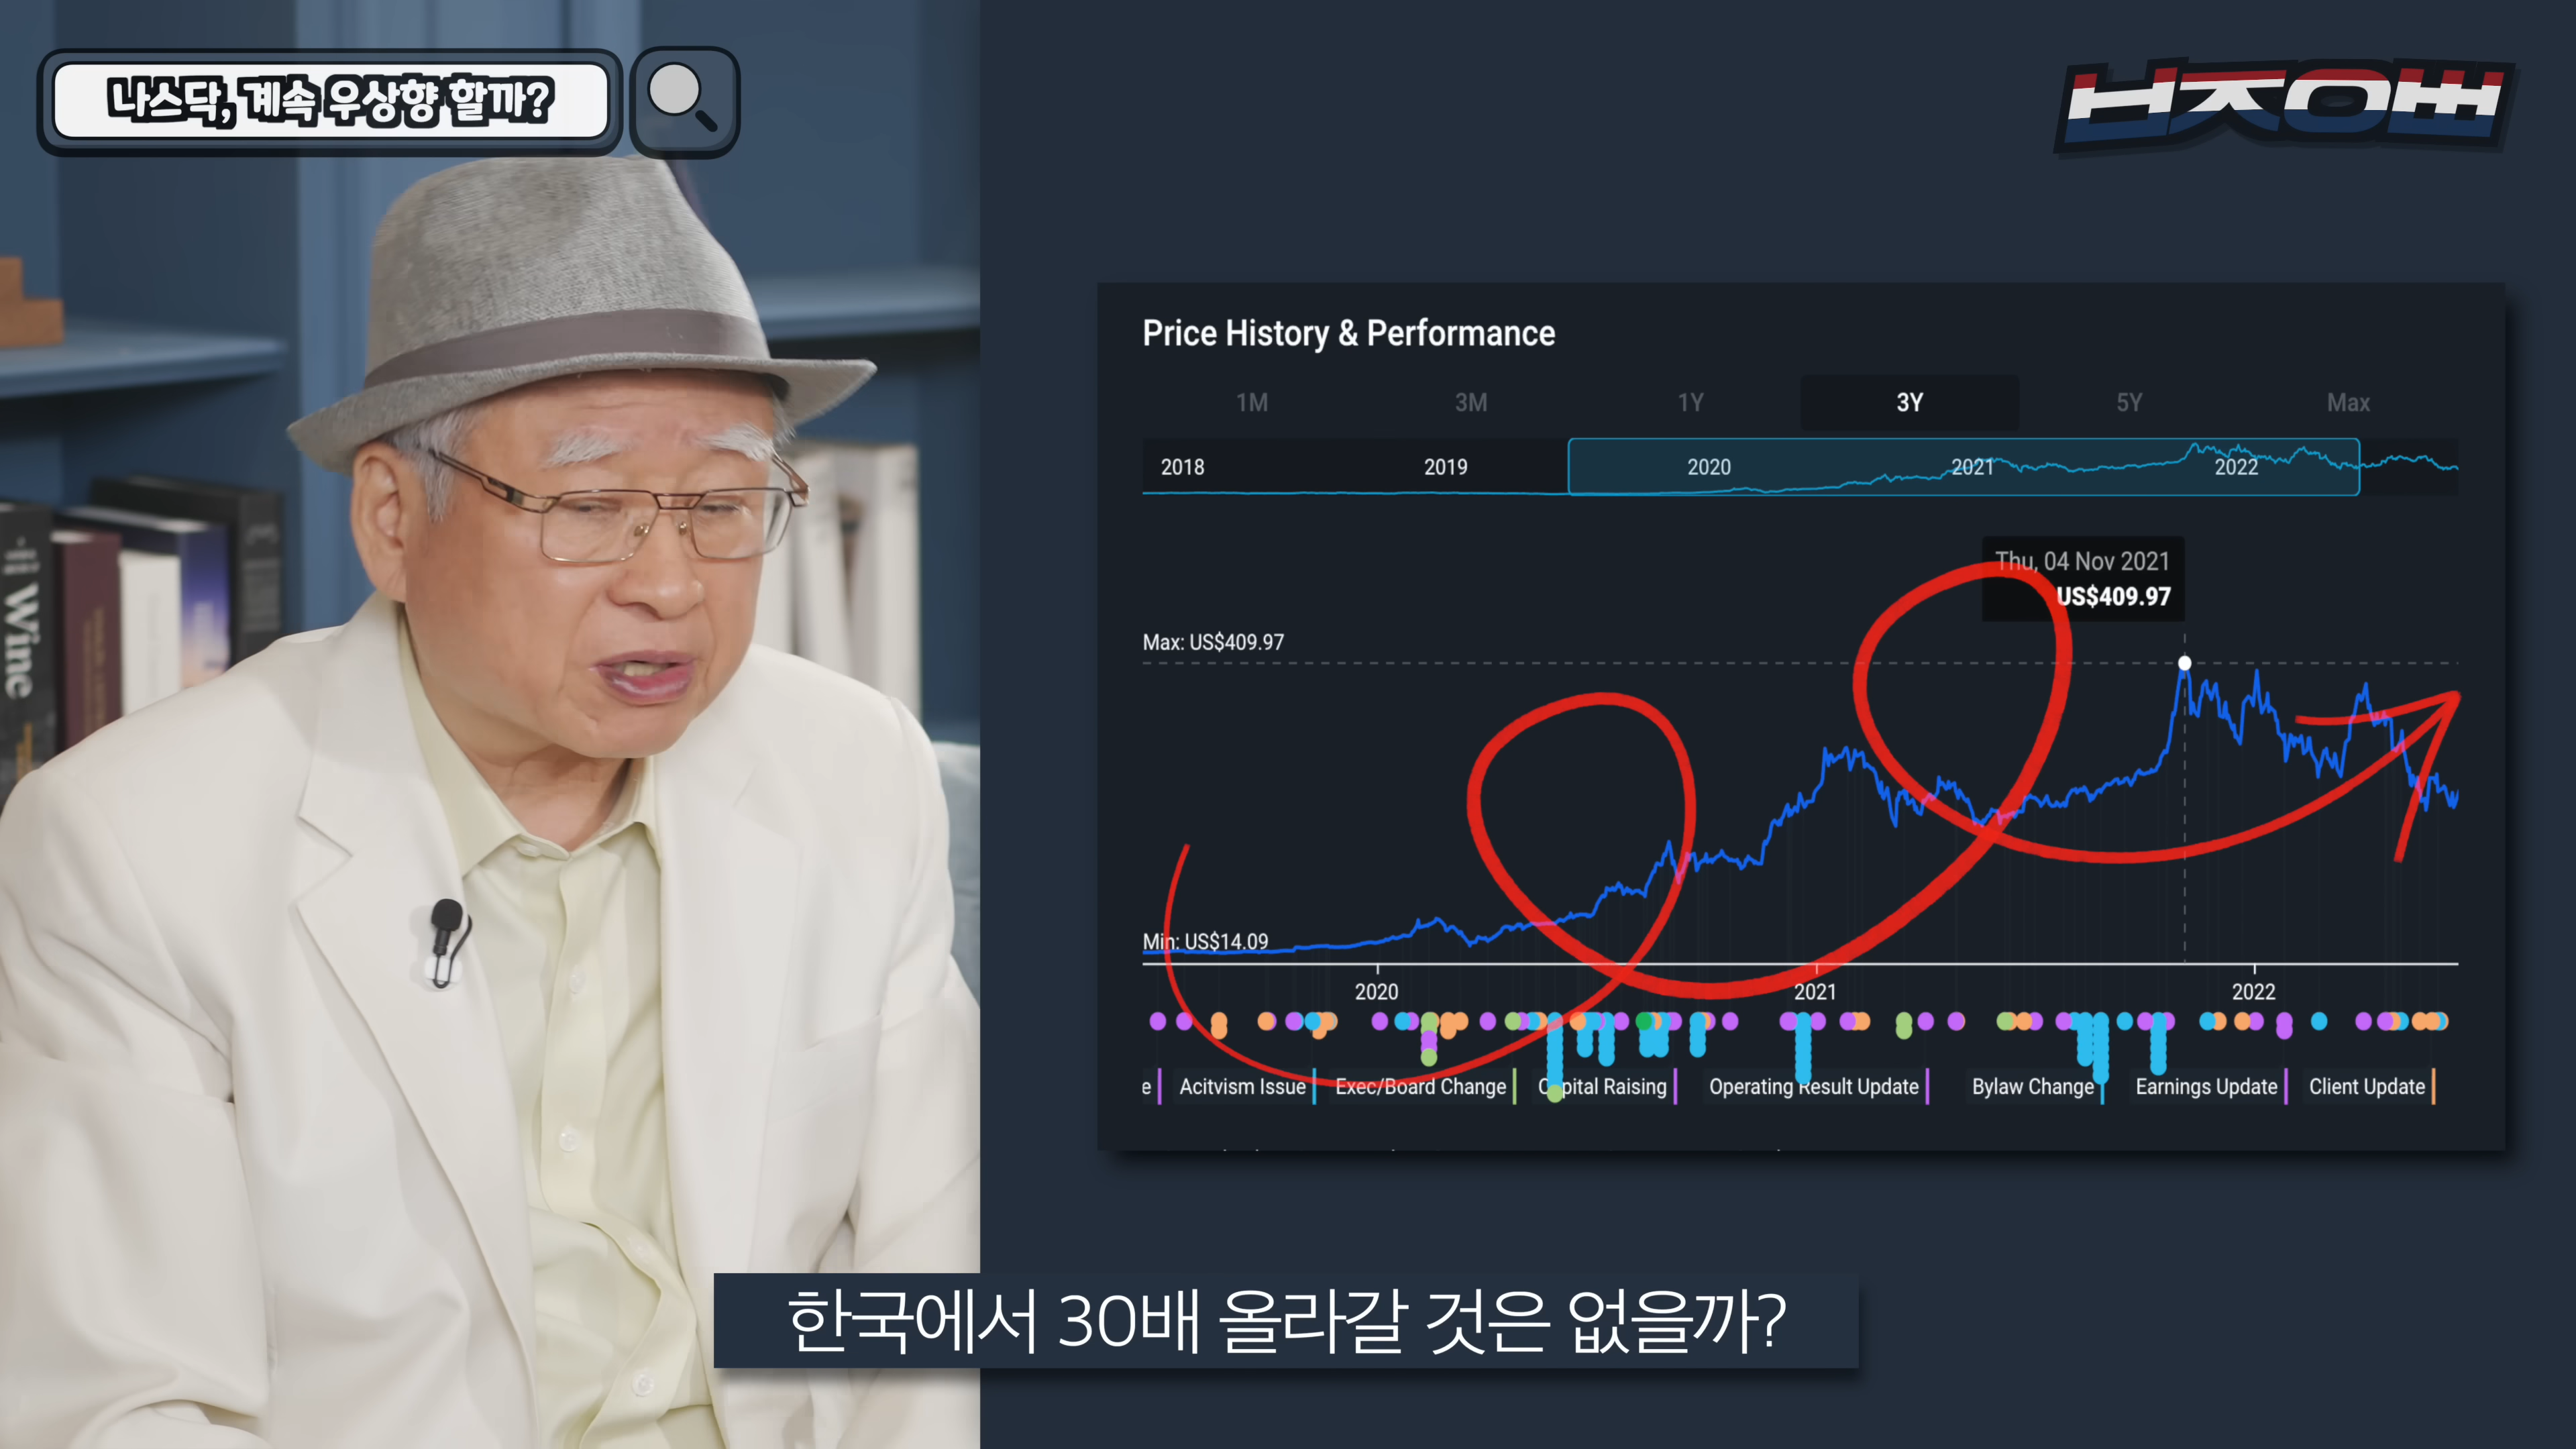 나스닥, 계속 우상향 할까?
Wine
Price History & Performance
1M 3M 1Y 3Y 5Y Max
2018 2019 2020 2021 2022
Thu, 04 Nov 2021
US$409.97
Max: US$409.97
Min: US$14.09
2020 2021 2022
e Acitvism Issue Exec/Board Change Capital Raising Operating Result Update Bylaw Change Earnings Update Client Update
한국에서 30배 올라갈 것은 없을까?